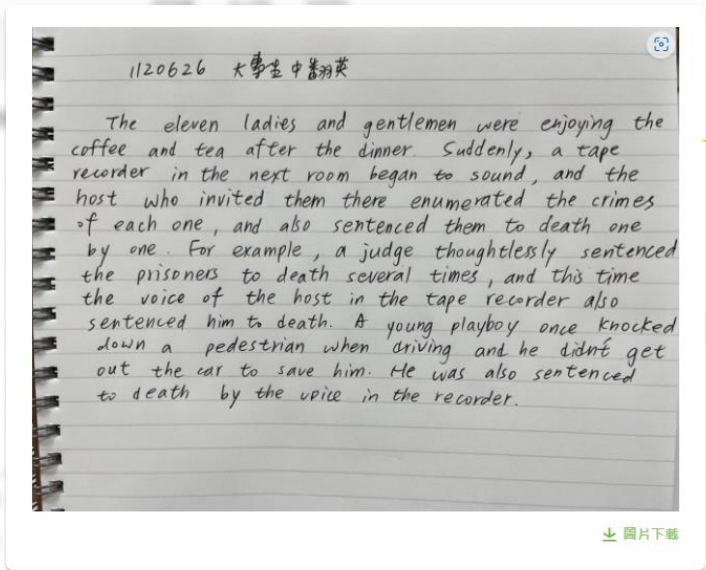 1120626 大學生中翻英
The eleven ladies and gentlemen were enjoying the
coffee and tea after the dinner. Suddenly, a tape
recorder in the next room began to sound, and the
host who invited them there enumerated the crimes
of each one, and also sentenced them to death one
by one. For example, a judge thoughtlessly sentenced
the prisoners to death several times, and this time
the voice of the host in the tape recorder also
sentenced him to death. A young playboy once knocked
down a pedestrian when driving and he didn't get
out the car to save him. He was also sentenced
to death by the voice in the recorder.
圖片下載